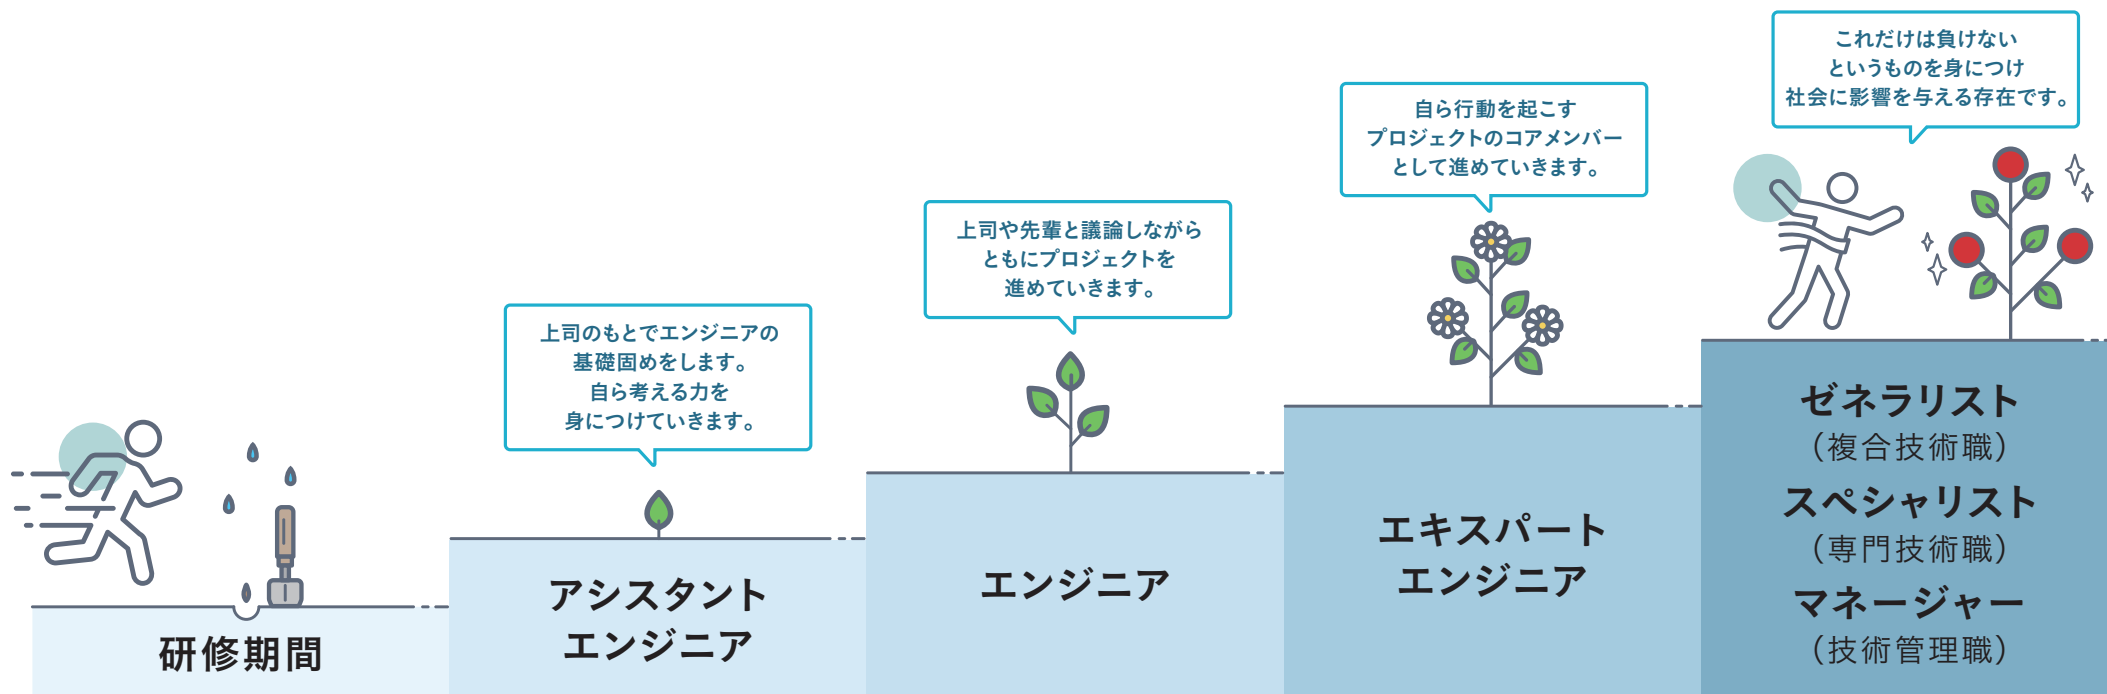 研修期間
上司のもとでエンジニアの
基礎固めをします。
自ら考える力を
身につけていきます。
アシスタント
エンジニア
上司や先輩と議論しながら
ともにプロジェクトを
進めていきます。
エンジニア
自ら行動を起こす
プロジェクトのコアメンバー
として進めていきます。
エキスパート
エンジニア
これだけは負けない
というものを身につけ
社会に影響を与える存在です。
ゼネラリスト
（複合技術職）
スペシャリスト
（専門技術職）
マネージャー
（技術管理職）